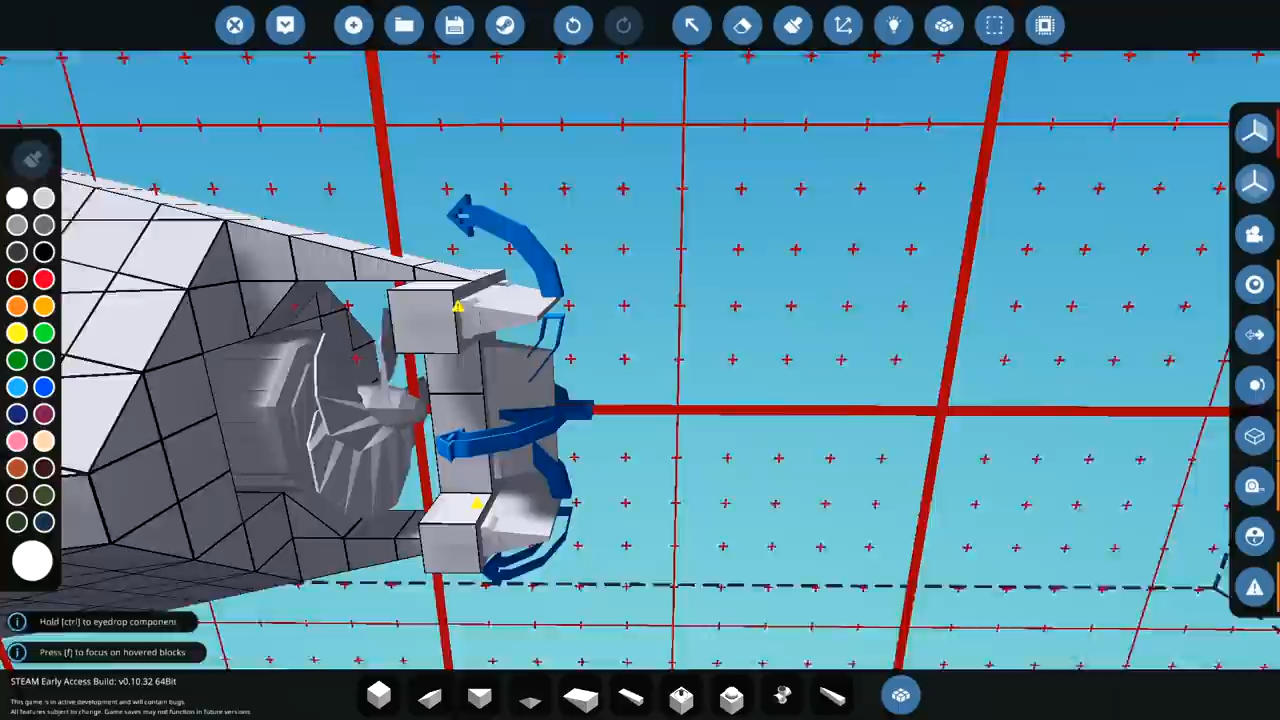 Hold [ctrl] to eyedrop component
Press [f] to focus on hovered blocks
STEAM Early Access Build: v0.10.32 64Bit
This game is in active development and will contain bugs.
All features subject to change. Game saves may not function in future versions.